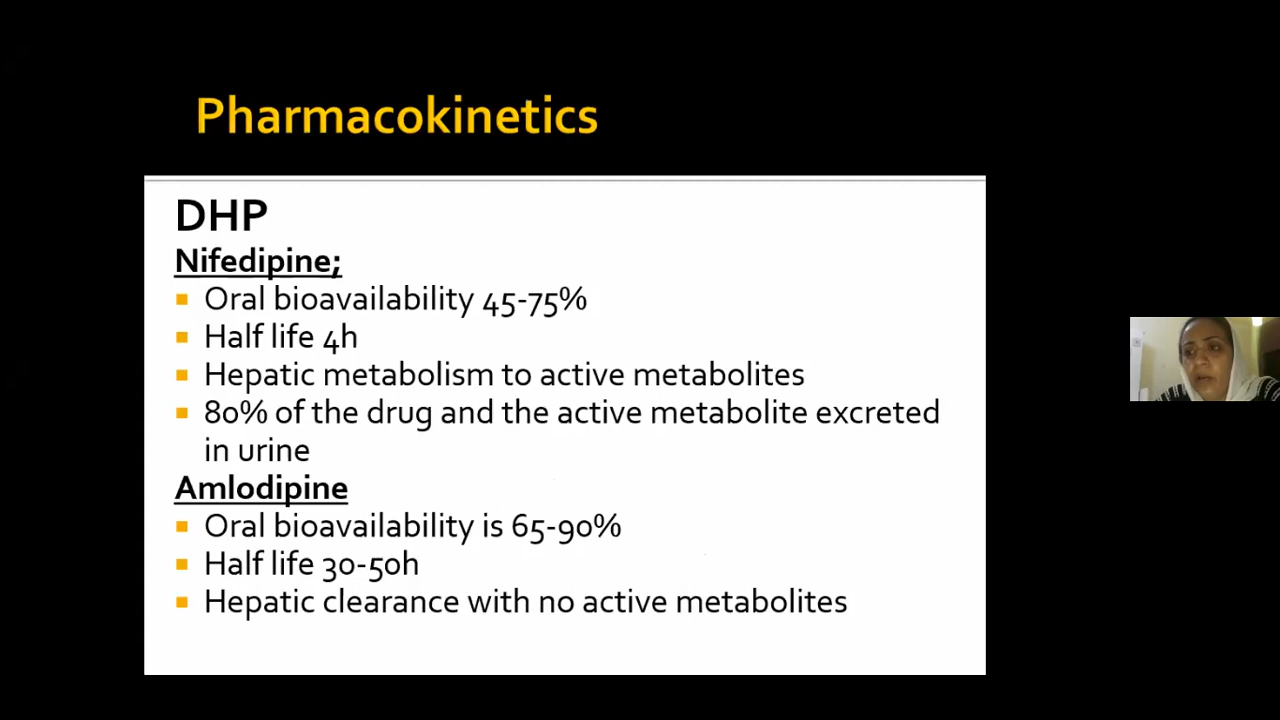 Pharmacokinetics
DHP
Nifedipine;
Oral bioavailability 45-75%
Half life 4h
Hepatic metabolism to active metabolites
80% of the drug and the active metabolite excreted
in urine
Amlodipine
Oral bioavailability is 65-90%
Half life 30-50h
Hepatic clearance with no active metabolites